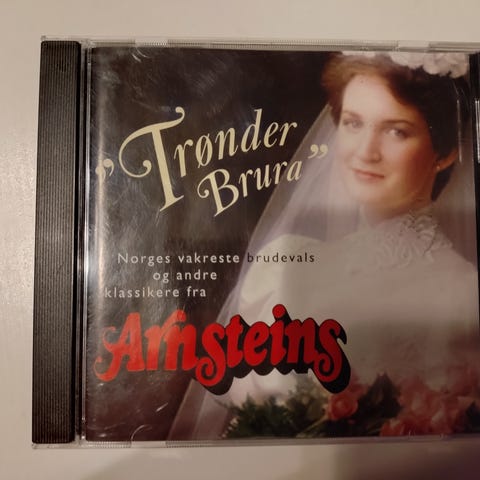 „Trønder
Brura”
Norges vakreste brudevals
og andre
klassikere fra
Arnsteins